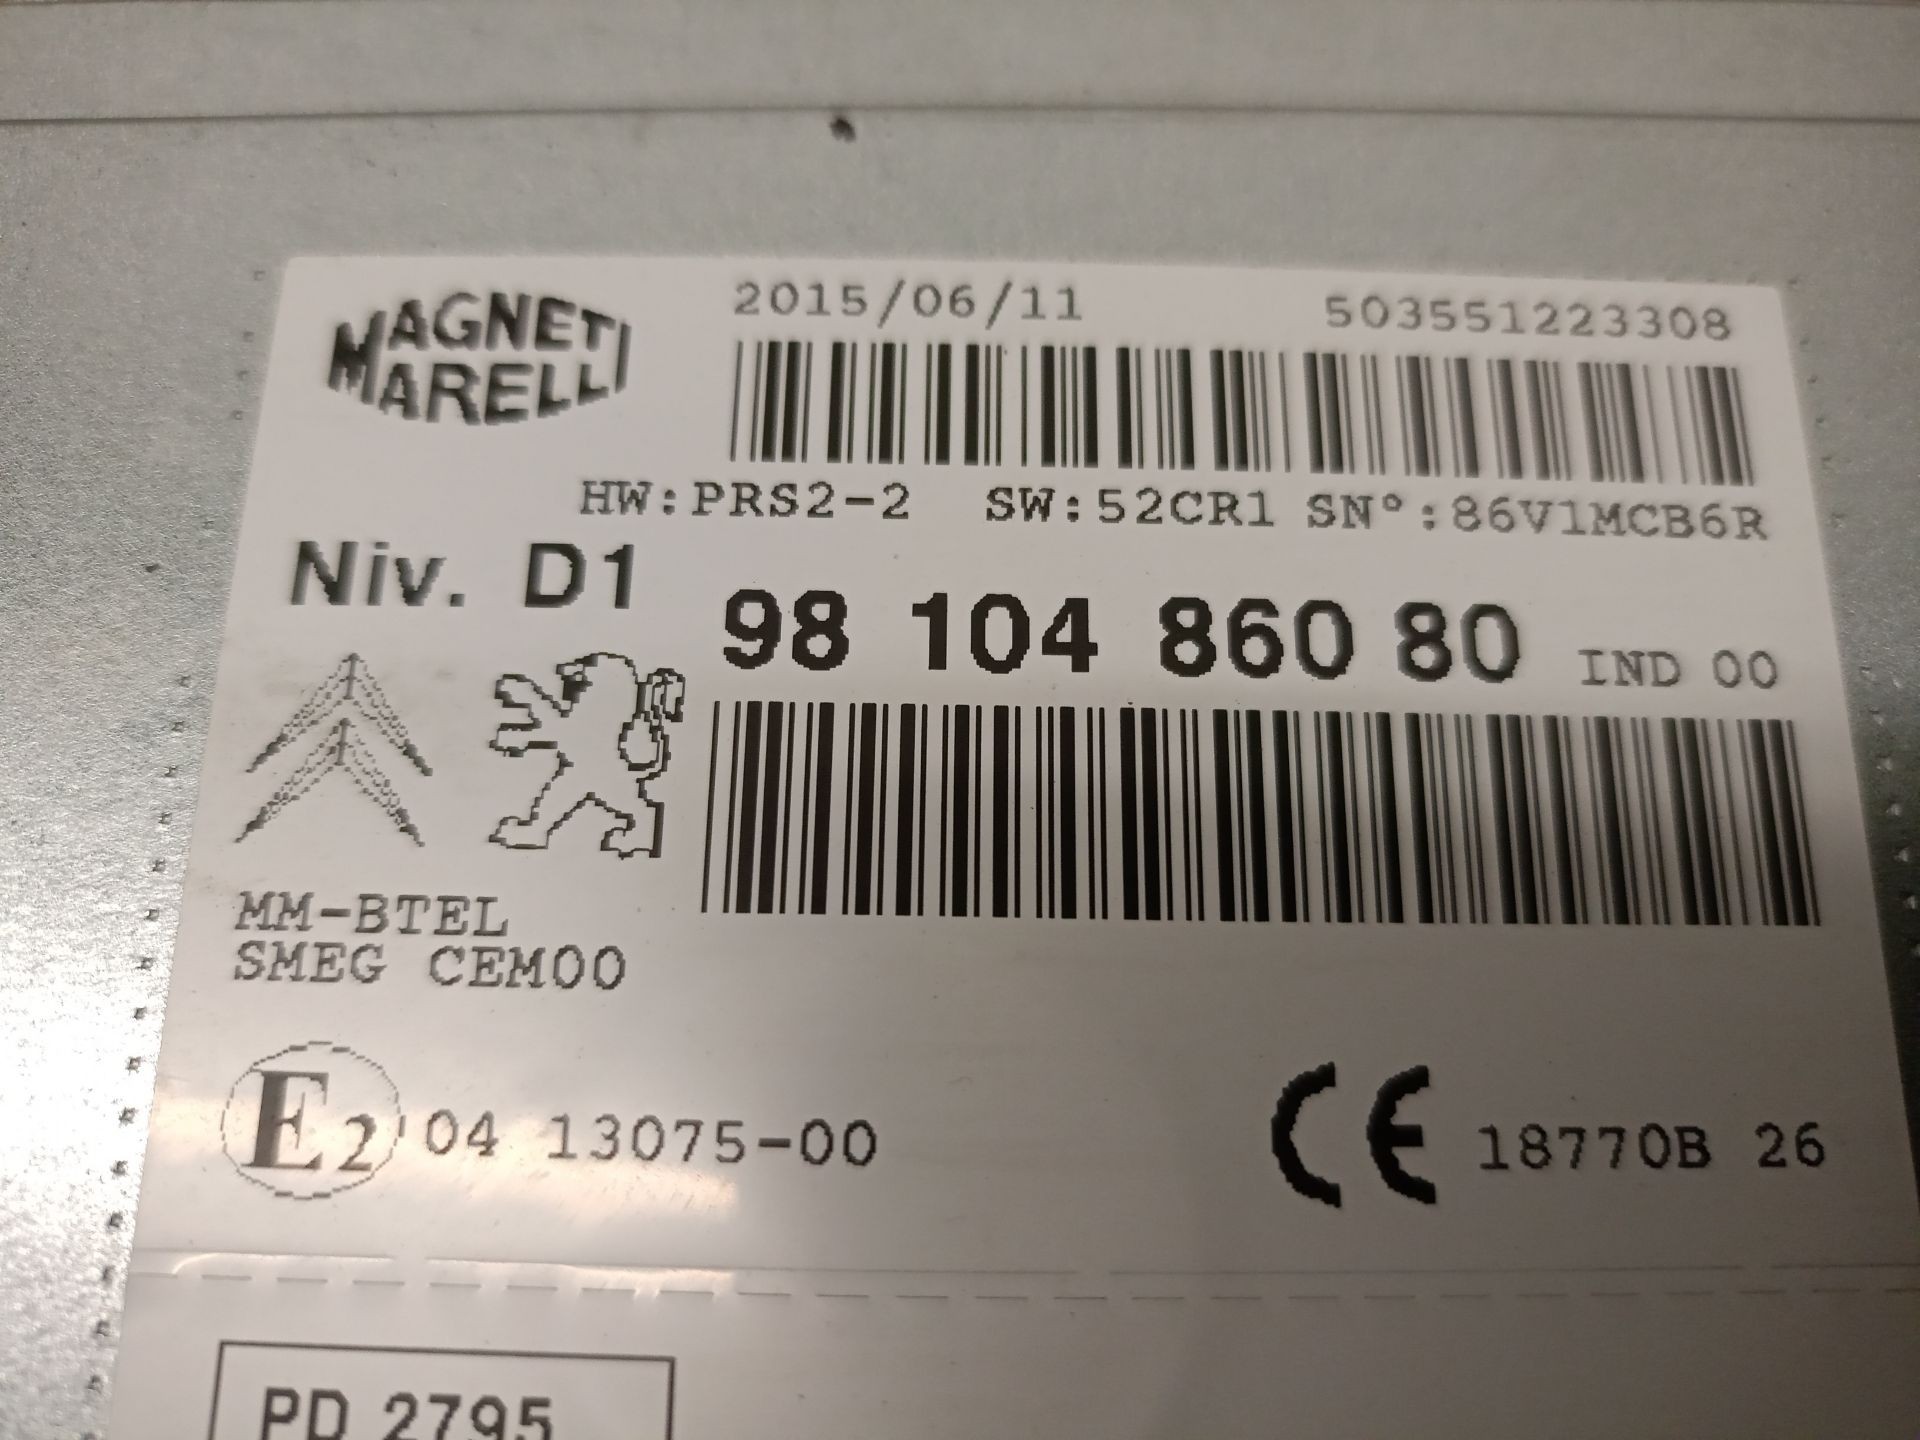 MAGNETI
MARELLI
2015/06/11 503551223308
HW:PRS2-2 SW:52CR1 SN°:86V1MCB6R
Niv. D1
98 104 860 80 IND 00
MM-BTEL
SMEG CEM00
E2 04 13075-00
CE 18770B 26
PD 2795